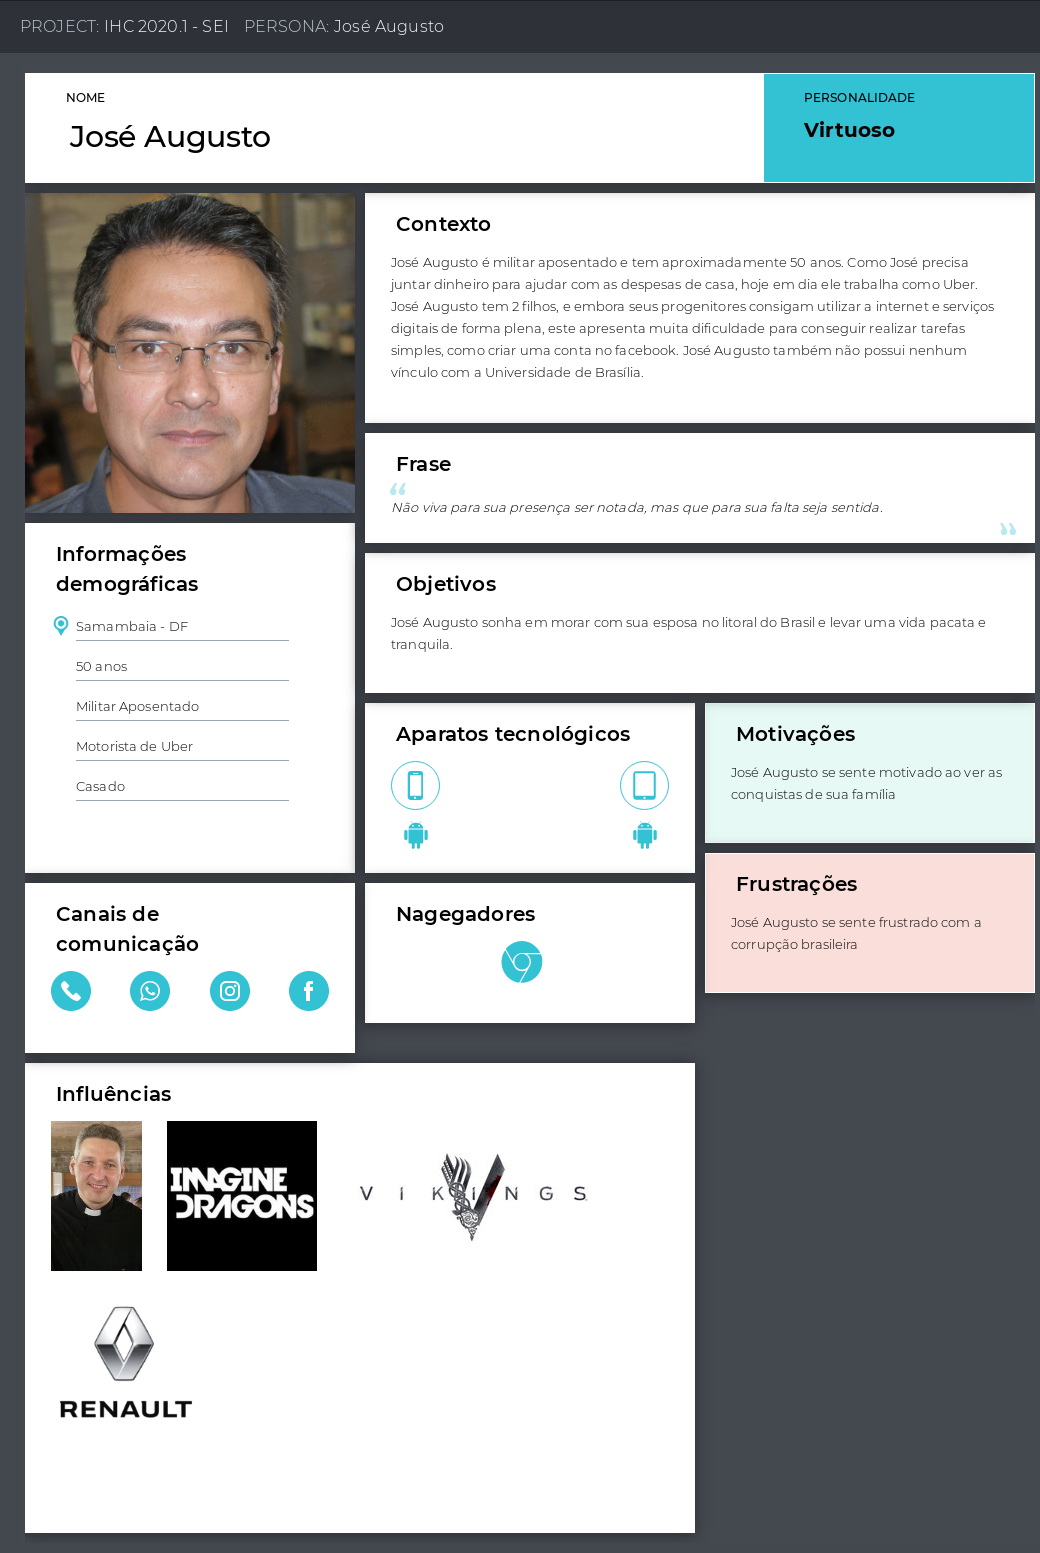 PROJECT: IHC 2020.1 - SEI PERSONA: José Augusto
NOME
José Augusto
PERSONALIDADE
Virtuoso
Contexto
José Augusto é militar aposentado e tem aproximadamente 50 anos. Como José precisa
juntar dinheiro para ajudar com as despesas de casa, hoje em dia ele trabalha como Uber.
José Augusto tem 2 filhos, e embora seus progenitores consigam utilizar a internet e serviços
digitais de forma plena, este apresenta muita dificuldade para conseguir realizar tarefas
simples, como criar uma conta no facebook. José Augusto também não possui nenhum
vínculo com a Universidade de Brasília.
Frase
“
Não viva para sua presença ser notada, mas que para sua falta seja sentida.
”
Informações
demográficas
Samambaia - DF
50 anos
Militar Aposentado
Motorista de Uber
Casado
Objetivos
José Augusto sonha em morar com sua esposa no litoral do Brasil e levar uma vida pacata e
tranquila.
Aparatos tecnológicos
Motivações
José Augusto se sente motivado ao ver as
conquistas de sua família
Frustrações
José Augusto se sente frustrado com a
corrupção brasileira
Canais de
comunicação
Nagegadores
Influências
IMAGINE
DRAGONS
VIKINGS
RENAULT